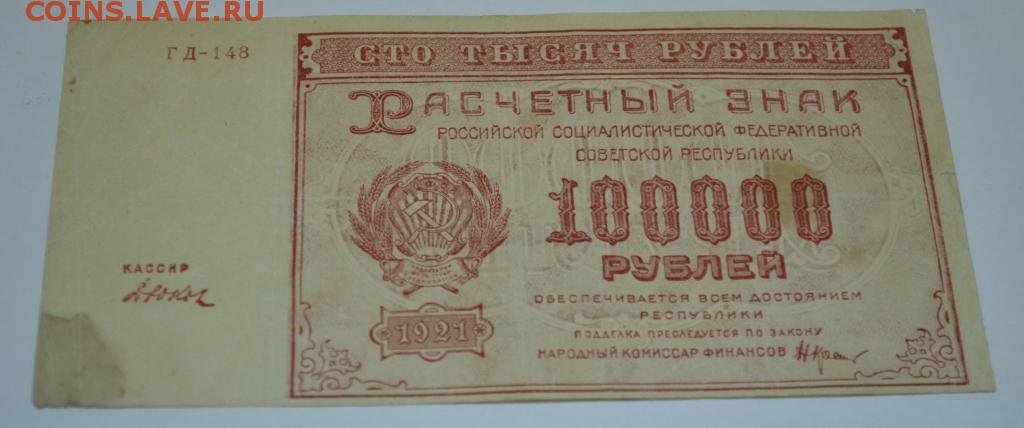 COINS.LAVE.RU
ГД-148
СТО ТЫСЯЧ РУБЛЕЙ
РАСЧЕТНЫЙ ЗНАК
РОССИЙСКОЙ СОЦИАЛИСТИЧЕСКОЙ ФЕДЕРАТИВНОЙ
СОВЕТСКОЙ РЕСПУБЛИКИ
100000
РУБЛЕЙ
КАССИР
ОБЕСПЕЧИВАЕТСЯ ВСЕМ ДОСТОЯНИЕМ
РЕСПУБЛИКИ
1921
ПОДДЕЛКА ПРЕСЛЕДУЕТСЯ ПО ЗАКОНУ
НАРОДНЫЙ КОМИССАР ФИНАНСОВ